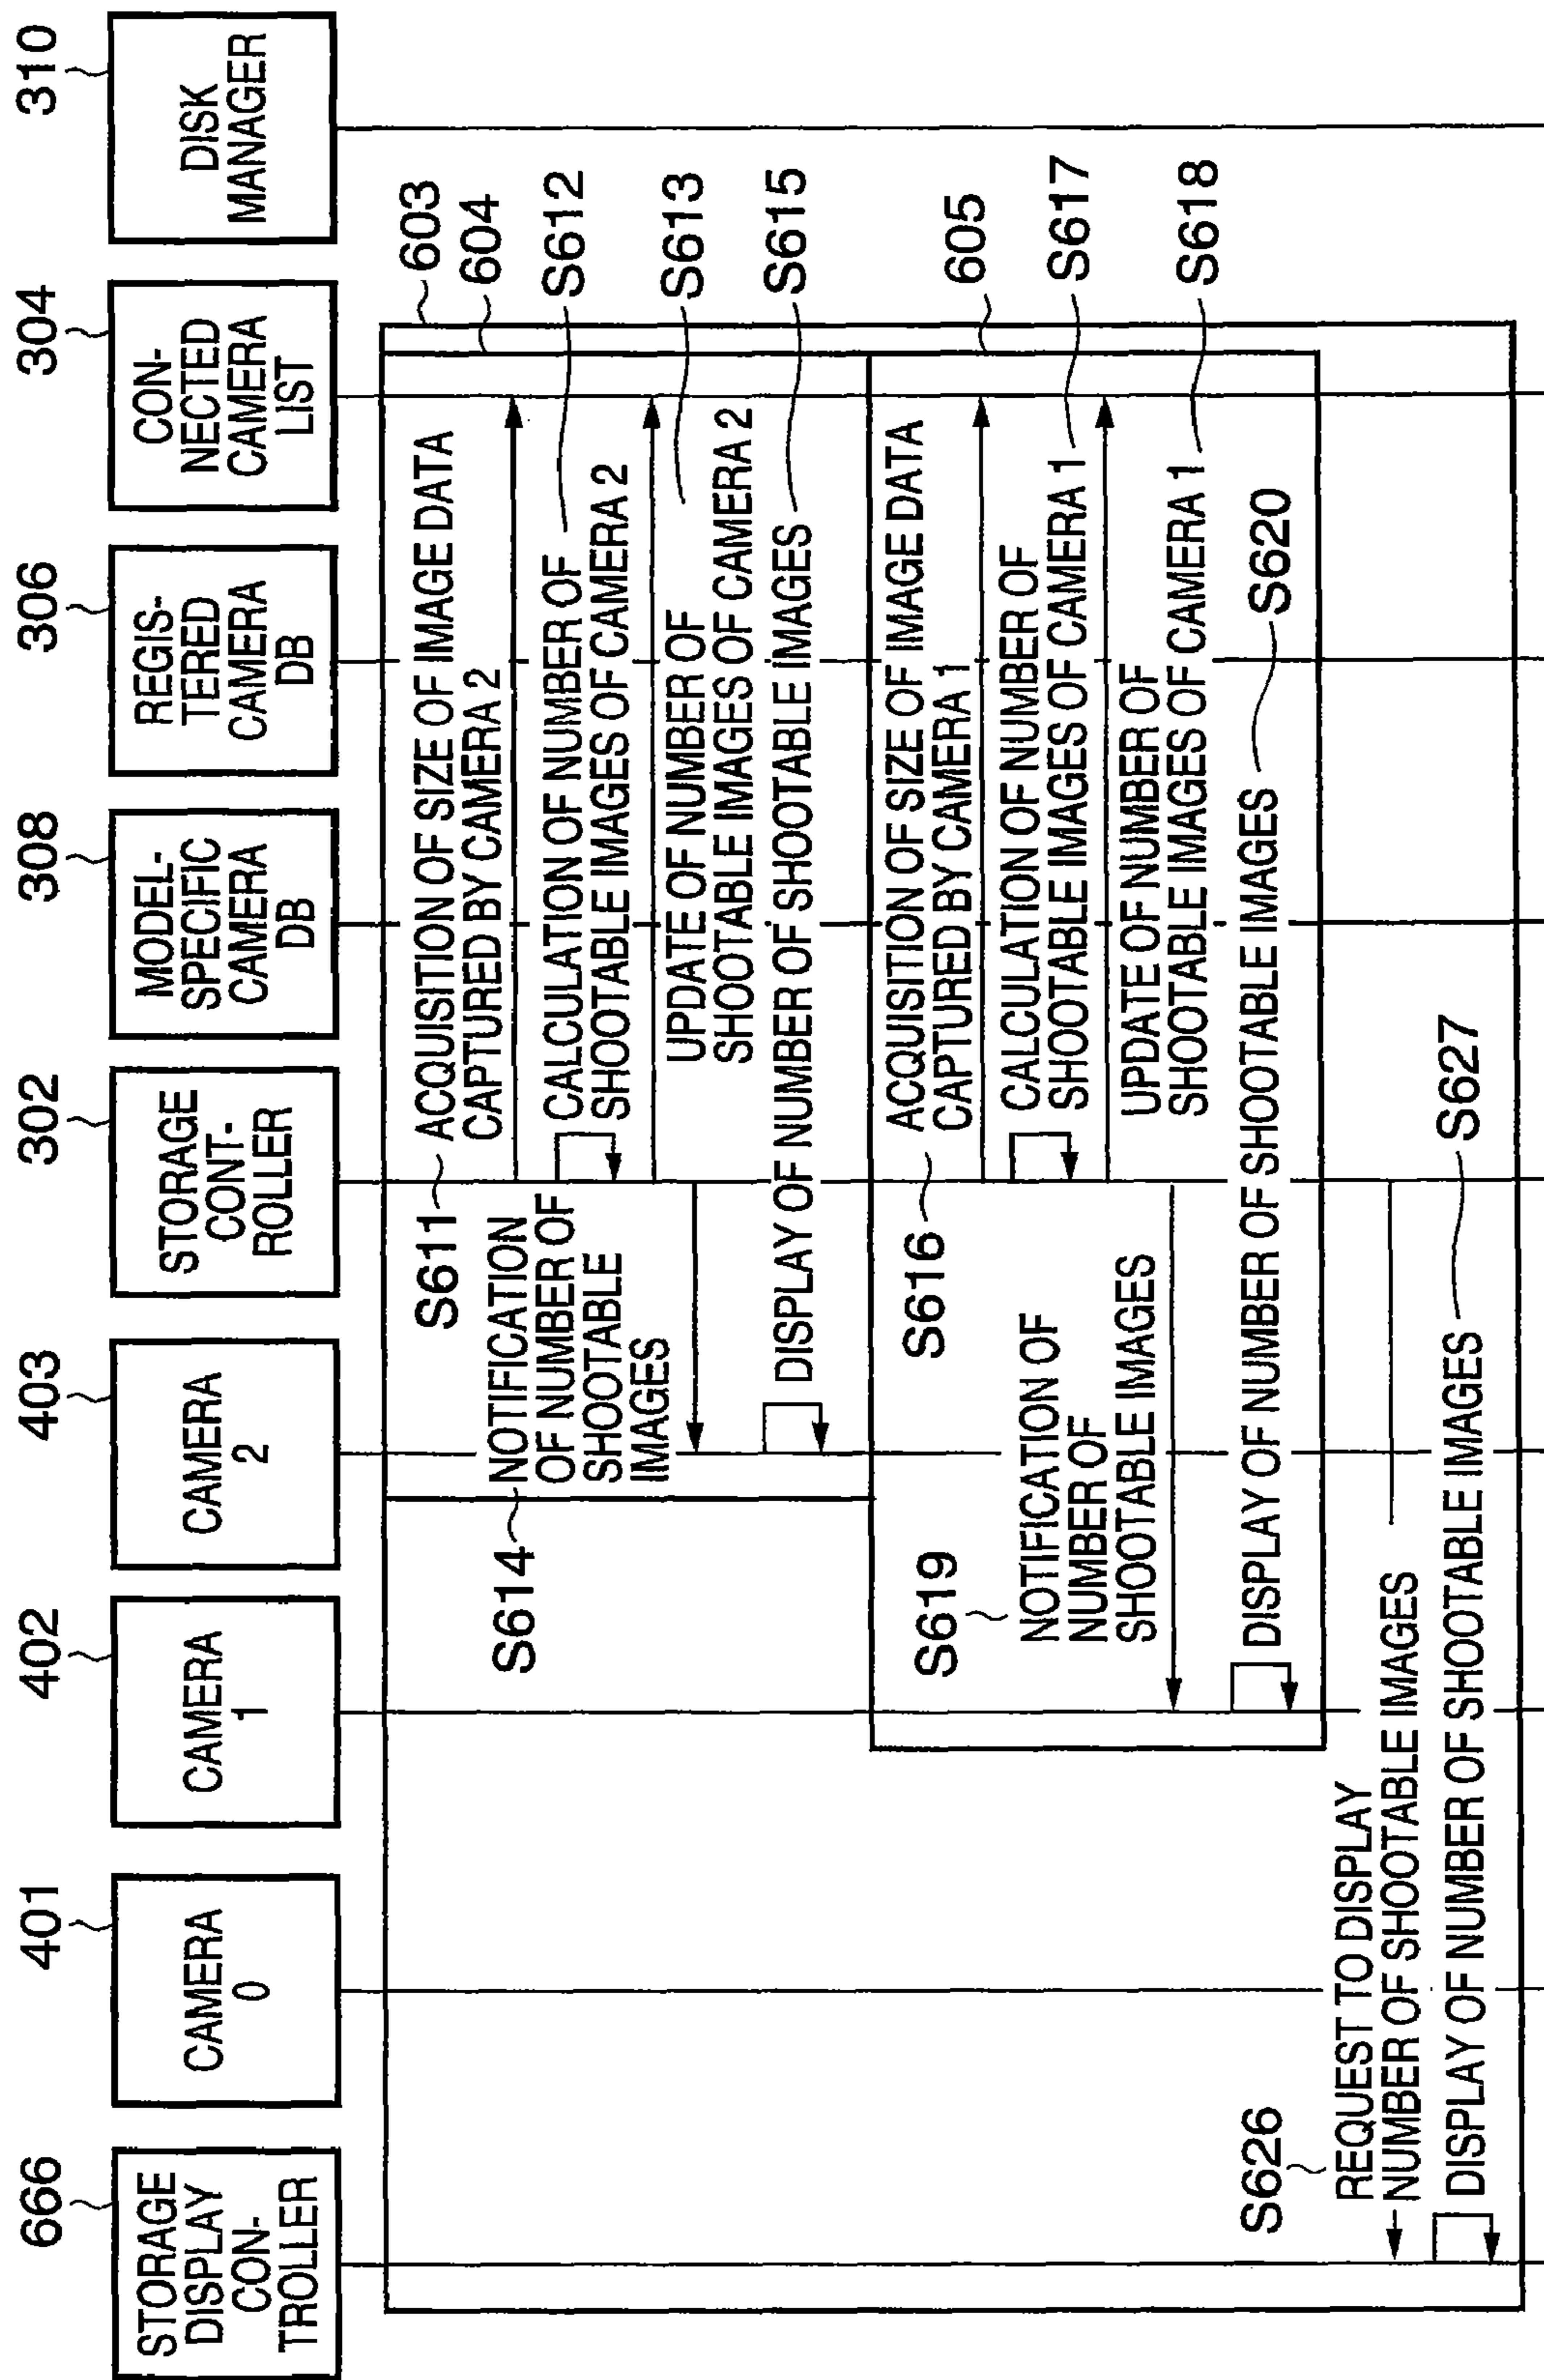 666
STORAGE
DISPLAY
CON-
TROLLER
401
CAMERA
0
402
CAMERA
1
403
CAMERA
2
302
STORAGE
CONT-
ROLLER
308
MODEL-
SPECIFIC
CAMERA
DB
306
REGIS-
TERED
CAMERA
DB
304
CON-
NECTED
CAMERA
LIST
310
DISK
MANAGER
603
604
S611
ACQUISITION OF SIZE OF IMAGE DATA
CAPTURED BY CAMERA 2
S612
CALCULATION OF NUMBER OF
SHOOTABLE IMAGES OF CAMERA 2
S613
UPDATE OF NUMBER OF
SHOOTABLE IMAGES OF CAMERA 2
S614
NOTIFICATION
OF NUMBER OF
SHOOTABLE
IMAGES
S615
DISPLAY OF NUMBER OF SHOOTABLE IMAGES
605
S616
ACQUISITION OF SIZE OF IMAGE DATA
CAPTURED BY CAMERA 1
S617
CALCULATION OF NUMBER OF
SHOOTABLE IMAGES OF CAMERA 1
S618
UPDATE OF NUMBER OF
SHOOTABLE IMAGES OF CAMERA 1
S619
NOTIFICATION OF
NUMBER OF
SHOOTABLE IMAGES
S620
DISPLAY OF NUMBER OF SHOOTABLE IMAGES
S626
REQUEST TO DISPLAY
NUMBER OF SHOOTABLE IMAGES
S627
DISPLAY OF NUMBER OF SHOOTABLE IMAGES